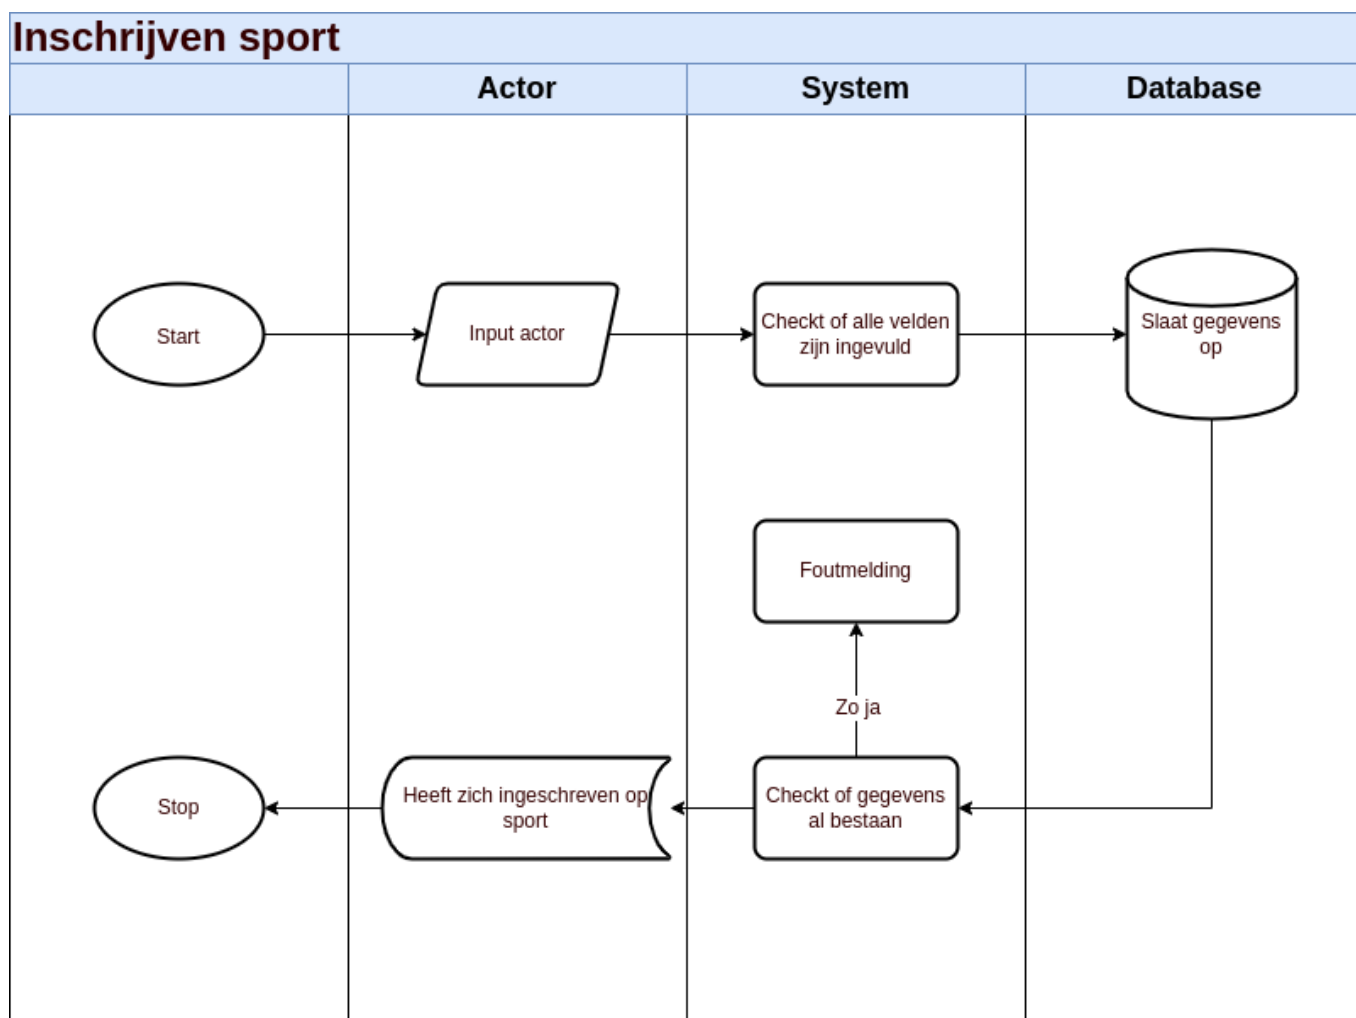 Inschrijven sport
Actor
System
Database
Start
Input actor
Checkt of alle velden
zijn ingevuld
Slaat gegevens
op
Foutmelding
Zo ja
Stop
Heeft zich ingeschreven op
sport
Checkt of gegevens
al bestaan